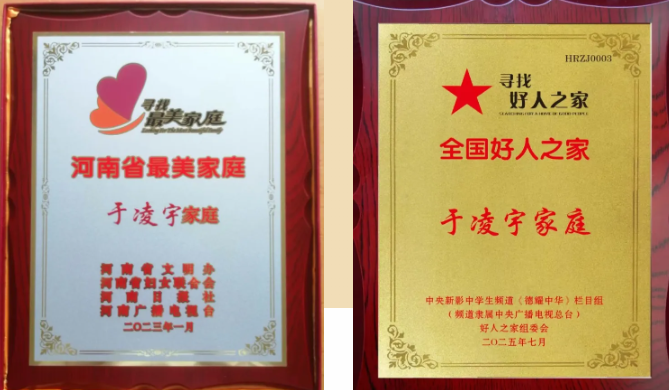 寻找
最美家庭
河南省最美家庭
于凌宇家庭
河南省文明办
河南省妇女联合会
河南日报社
河南广播电视台
二〇二三年一月
HRZJ0003
寻找
好人之家
全国好人之家
于凌宇家庭
中央新影中学生频道《德耀中华》栏目组
(频道隶属中央广播电视总台)
好人之家组委会
二〇二五年七月